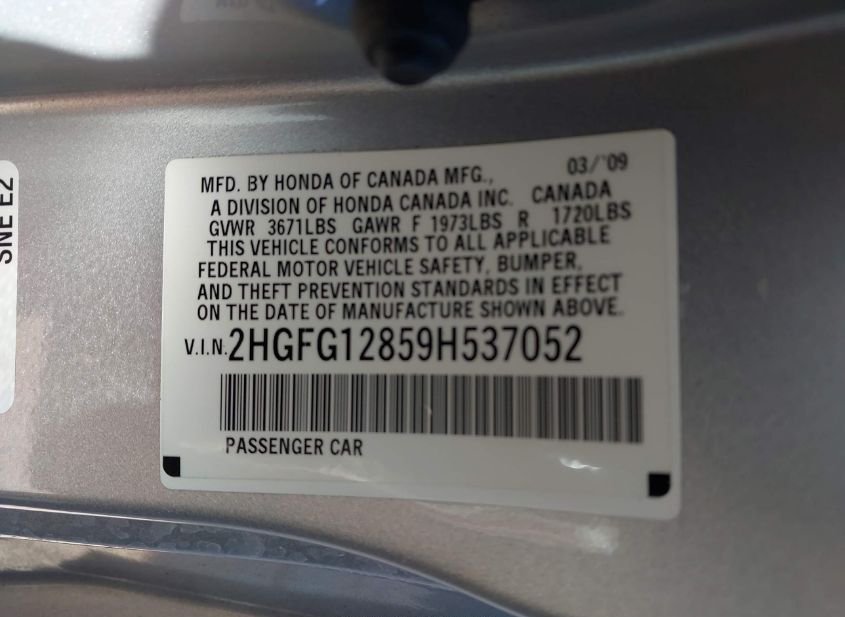 MFD. BY HONDA OF CANADA MFG., 03/'09
A DIVISION OF HONDA CANADA INC. CANADA
GVWR 3671LBS GAWR F 1973LBS R 1720LBS
THIS VEHICLE CONFORMS TO ALL APPLICABLE
FEDERAL MOTOR VEHICLE SAFETY, BUMPER,
AND THEFT PREVENTION STANDARDS IN EFFECT
ON THE DATE OF MANUFACTURE SHOWN ABOVE.
V.I.N. 2HGFG12859H537052
PASSENGER CAR
SNE E2